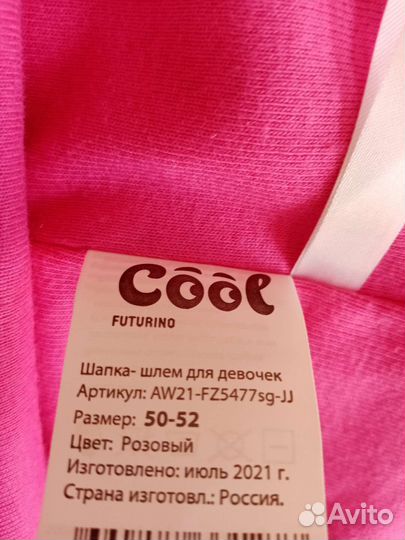 Cool
FUTURINO
Шапка- шлем для девочек
Артикул: AW21-FZ5477sg-JJ
Размер: 50-52
Цвет: Розовый
Изготовлено: июль 2021 г.
Страна изготовл.: Россия.
Avito